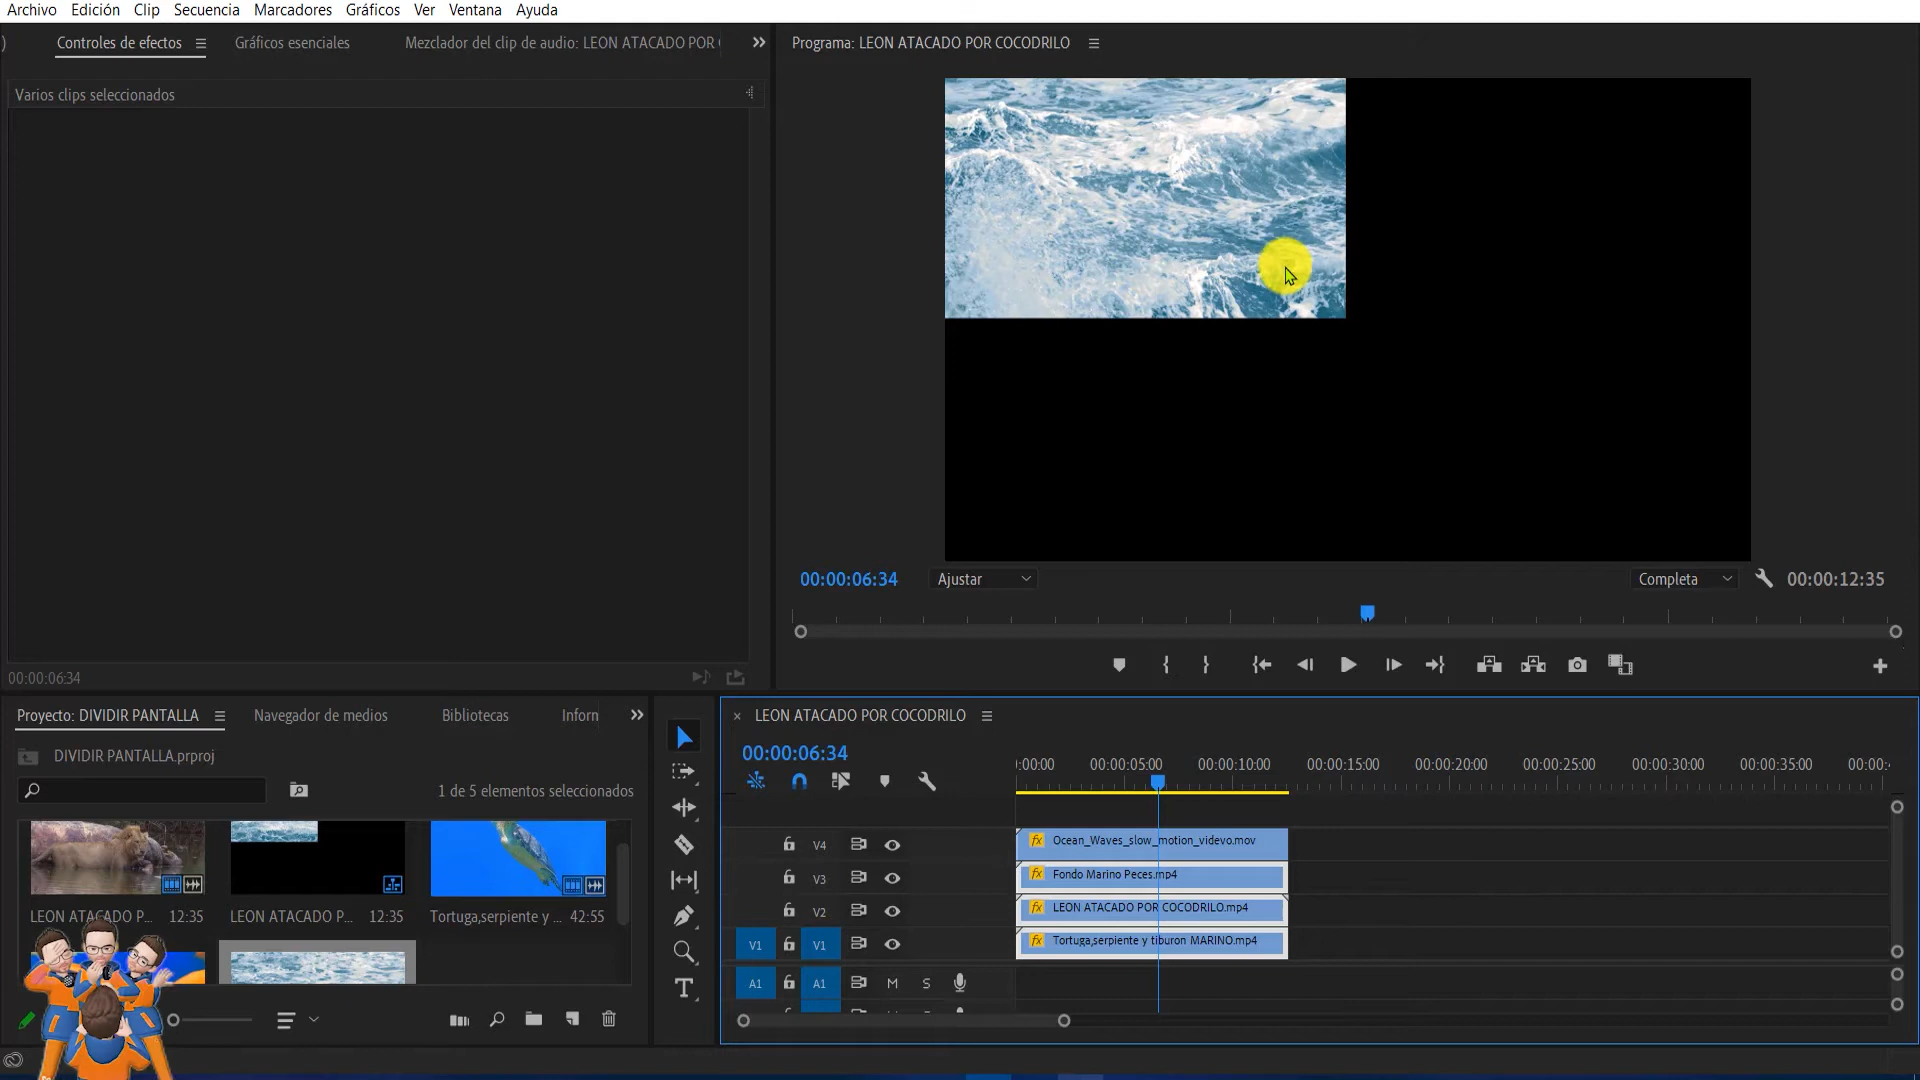 Archivo Edición Clip Secuencia Marcadores Gráficos Ver Ventana Ayuda
Controles de efectos Gráficos esenciales Mezclador del clip de audio: LEON ATACADO POR
Programa: LEON ATACADO POR COCODRILO
Varios clips seleccionados
00:00:06:34 Ajustar Completa 00:00:12:35
00:00:06:34
Proyecto: DIVIDIR PANTALLA Navegador de medios Bibliotecas Inforn
DIVIDIR PANTALLA.prproj
1 de 5 elementos seleccionados
LEON ATACADO P... 12:35 LEON ATACADO P... 12:35 Tortuga,serpiente y ... 42:55
LEON ATACADO POR COCODRILO
00:00:06:34
:00:00 00:00:05:00 00:00:10:00 00:00:15:00 00:00:20:00 00:00:25:00 00:00:30:00 00:00:35:00 00:00:
V4 Ocean_Waves_slow_motion_videvo.mov
V3 Fondo Marino Peces.mp4
V2 LEON ATACADO POR COCODRILO.mp4
V1 V1 Tortuga,serpiente y tiburon MARINO.mp4
A1 A1 M S